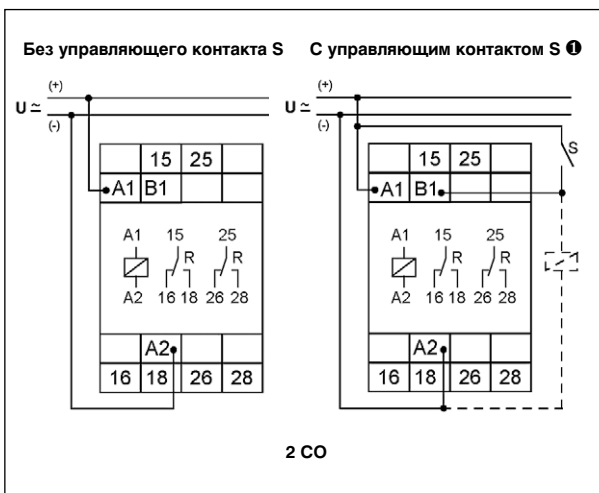 Без управляющего контакта S
С управляющим контактом S ❶
(+)
U ≃
(-)
15 25
A1 B1
A1 15 25
R R
A2 16 18 26 28
A2
16 18 26 28
(+)
U ≃
(-)
S
15 25
A1 B1
A1 15 25
R R
A2 16 18 26 28
A2
16 18 26 28
2 CO